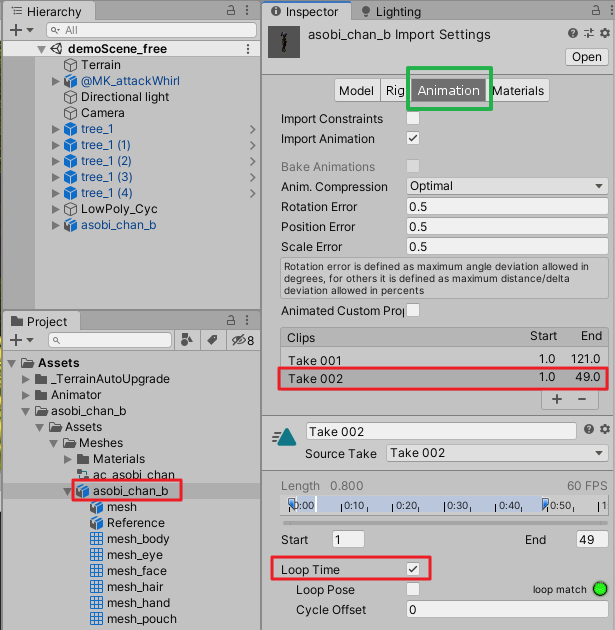 Hierarchy
All
demoScene_free
Terrain
@MK_attackWhirl
Directional light
Camera
tree_1
tree_1 (1)
tree_1 (2)
tree_1 (3)
tree_1 (4)
LowPoly_Cyc
asobi_chan_b
Project
8
Assets
_TerrainAutoUpgrade
Animator
asobi_chan_b
Assets
Meshes
Materials
ac_asobi_chan
asobi_chan_b
mesh
Reference
mesh_body
mesh_eye
mesh_face
mesh_hair
mesh_hand
mesh_pouch
Inspector Lighting
asobi_chan_b Import Settings
Open
Model Rig Animation Materials
Import Constraints
Import Animation
Bake Animations
Anim. Compression Optimal
Rotation Error 0.5
Position Error 0.5
Scale Error 0.5
Rotation error is defined as maximum angle deviation allowed in
degrees, for others it is defined as maximum distance/delta
deviation allowed in percents
Animated Custom Prop
Clips Start End
Take 001 1.0 121.0
Take 002 1.0 49.0
Take 002
Source Take Take 002
Length 0.800 60 FPS
0:00 0:10 0:20 0:30 0:40 0:50 1:
Start 1 End 49
Loop Time
Loop Pose loop match
Cycle Offset 0